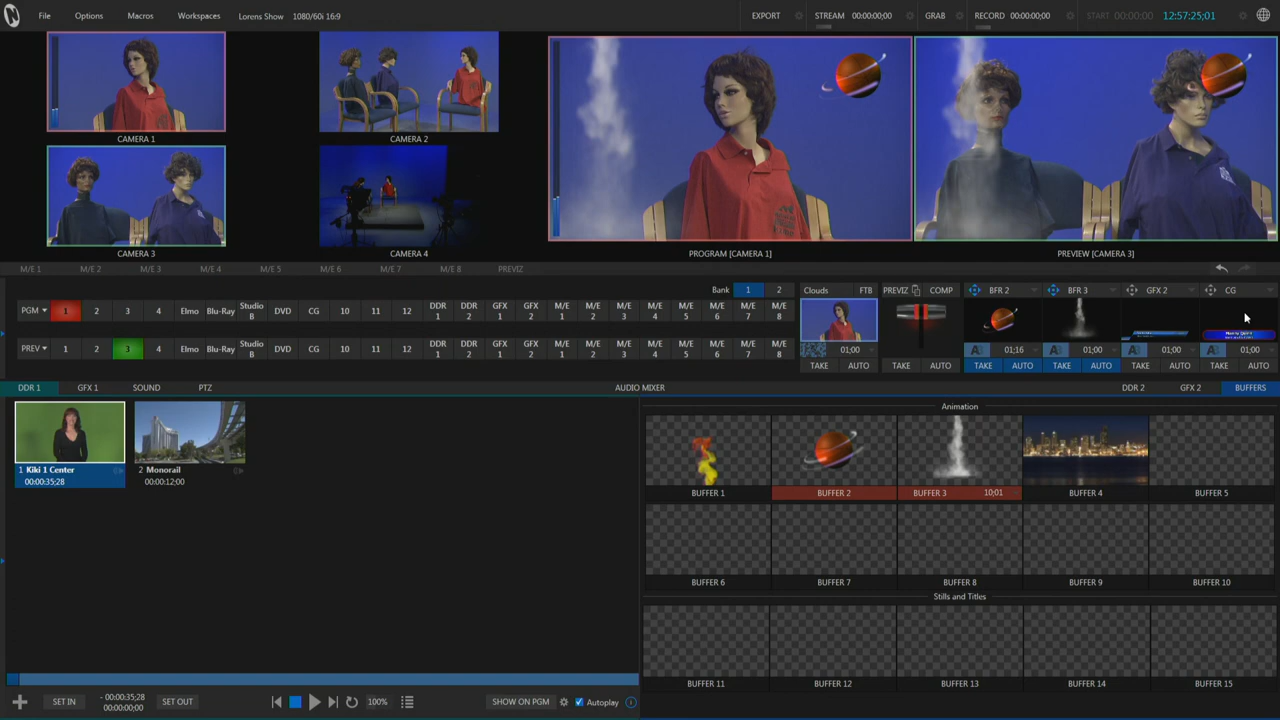 File Options Macros Workspaces Lorens Show 1080/60i 16:9 EXPORT STREAM 00:00:00;00 GRAB RECORD 00:00:00;00 START 00:00:00;00 12:57:25;01
CAMERA 1 CAMERA 2
CAMERA 3 CAMERA 4 PROGRAM [CAMERA 1] PREVIEW [CAMERA 3]
M/E 1 M/E 2 M/E 3 M/E 4 M/E 5 M/E 6 M/E 7 M/E 8 PREVIZ
Bank 1 2 Clouds FTB PREVIZ COMP BFR 2 BFR 3 GFX 2 CG
PGM 1 2 3 4 Elmo Blu-Ray Studio B DVD CG 10 11 12 DDR 1 DDR 2 GFX 1 GFX 2 M/E 1 M/E 2 M/E 3 M/E 4 M/E 5 M/E 6 M/E 7 M/E 8
PREV 1 2 3 4 Elmo Blu-Ray Studio B DVD CG 10 11 12 DDR 1 DDR 2 GFX 1 GFX 2 M/E 1 M/E 2 M/E 3 M/E 4 M/E 5 M/E 6 M/E 7 M/E 8
01;00 01;16 01;00 01;00 01;00
TAKE AUTO TAKE AUTO TAKE AUTO TAKE AUTO TAKE AUTO TAKE AUTO
DDR 1 GFX 1 SOUND PTZ AUDIO MIXER DDR 2 GFX 2 BUFFERS
Animation
1 Kiki 1 Center 2 Monorail
00:00:35;28 00:00:12;00
BUFFER 1 BUFFER 2 BUFFER 3 10;01 BUFFER 4 BUFFER 5
BUFFER 6 BUFFER 7 BUFFER 8 BUFFER 9 BUFFER 10
Stills and Titles
BUFFER 11 BUFFER 12 BUFFER 13 BUFFER 14 BUFFER 15
SET IN - 00:00:35;28 SET OUT 100% SHOW ON PGM Autoplay
00:00:00;00